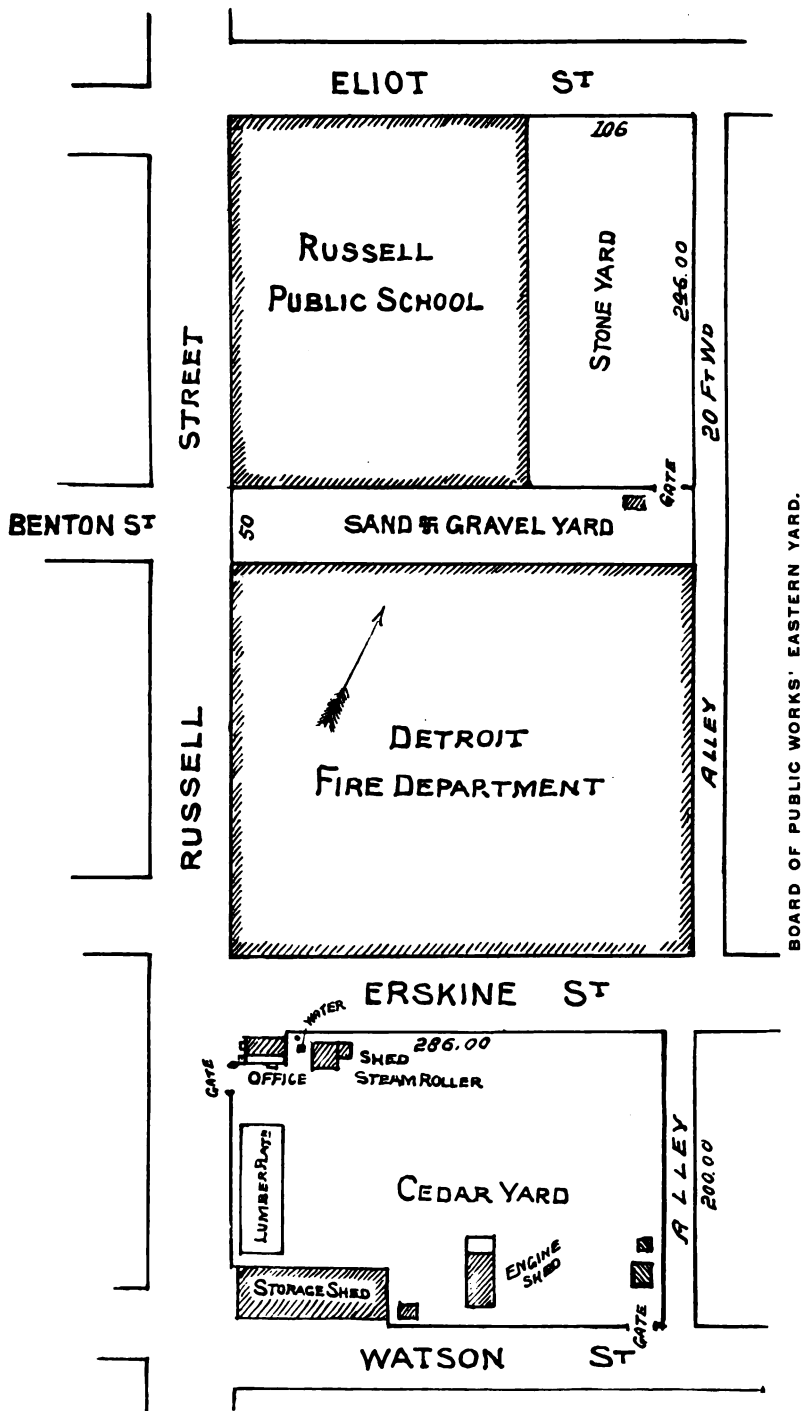 ELIOT ST
106
RUSSELL
PUBLIC SCHOOL
STONE YARD
246.00
20 FT WD
ALLEY
RUSSELL STREET
GATE
BENTON ST
50
SAND & GRAVEL YARD
DETROIT
FIRE DEPARTMENT
BOARD OF PUBLIC WORKS' EASTERN YARD.
ERSKINE ST
WATER
286.00
GATE
OFFICE
SHED
STEAM ROLLER
LUMBER PLAT
CEDAR YARD
ALLEY
200.00
ENGINE
SHED
STORAGE SHED
GATE
WATSON ST